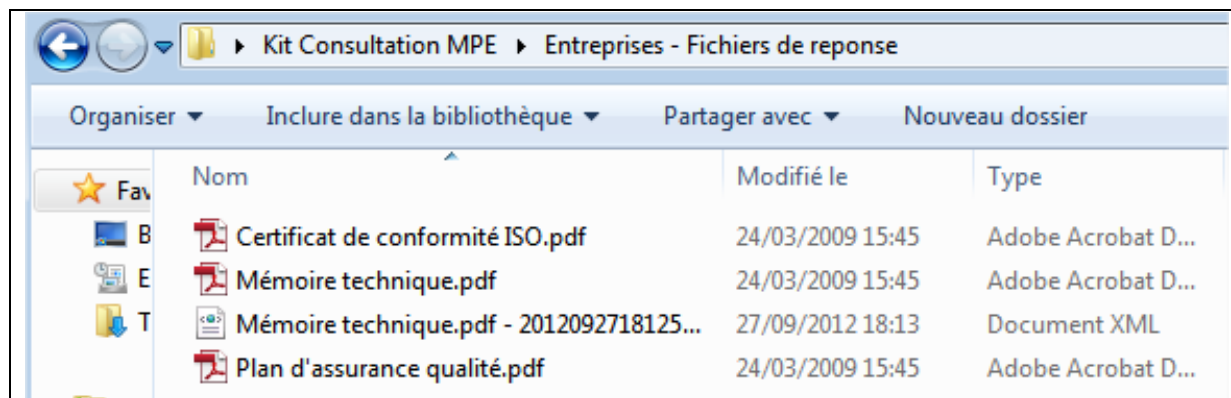 Kit Consultation MPE ▸ Entreprises - Fichiers de reponse
Organiser Inclure dans la bibliothèque Partager avec Nouveau dossier
Nom Modifié le Type
Fav
B Certificat de conformité ISO.pdf 24/03/2009 15:45 Adobe Acrobat D...
E Mémoire technique.pdf 24/03/2009 15:45 Adobe Acrobat D...
T Mémoire technique.pdf - 2012092718125... 27/09/2012 18:13 Document XML
Plan d'assurance qualité.pdf 24/03/2009 15:45 Adobe Acrobat D...